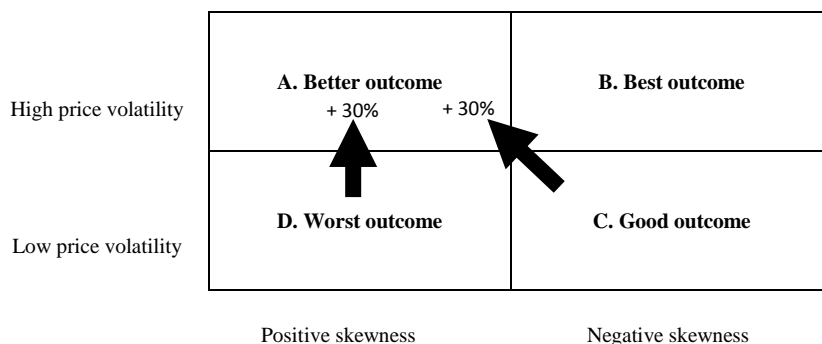 A. Better outcome
B. Best outcome
High price volatility
+ 30%
+ 30%
D. Worst outcome
C. Good outcome
Low price volatility
Positive skewness
Negative skewness